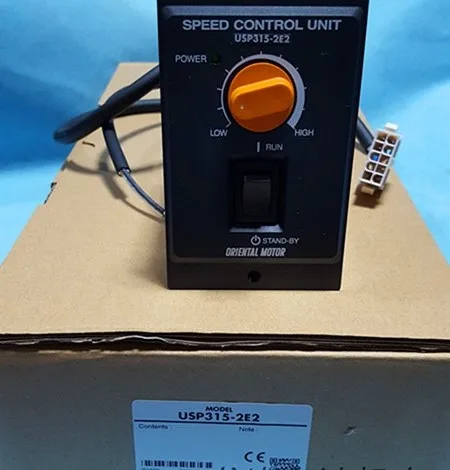 SPEED CONTROL UNIT
USP315-2E2
POWER
LOW
HIGH
RUN
STAND-BY
ORIENTAL MOTOR
MODEL
USP315-2E2
Contents :
Note :
CE